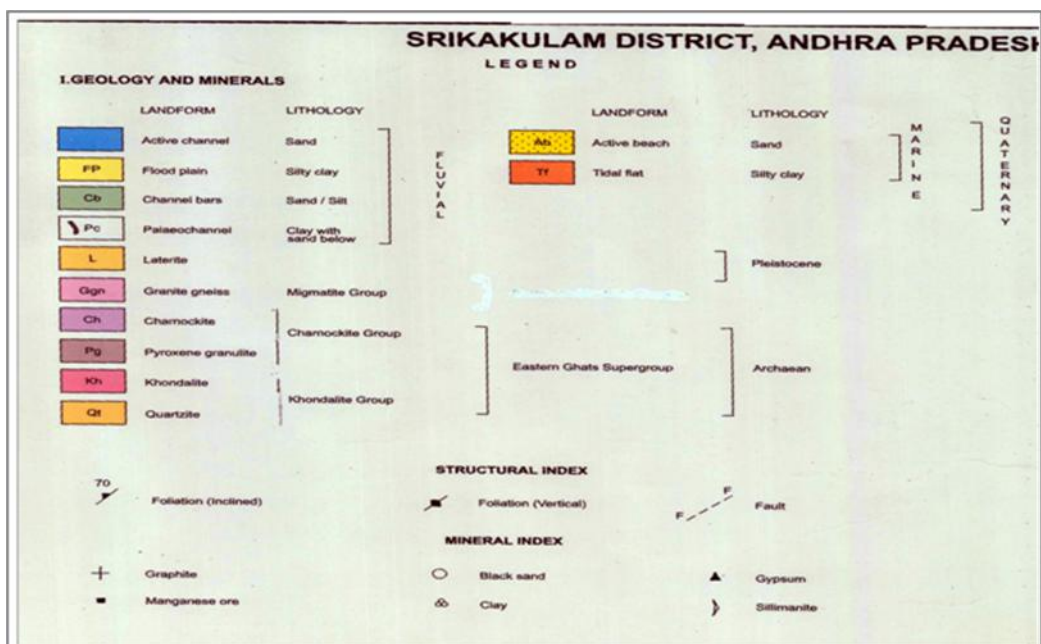 SRIKAKULAM DISTRICT, ANDHRA PRADESH
LEGEND
I.GEOLOGY AND MINERALS
LANDFORM LITHOLOGY
Active channel Sand
FP Flood plain Silty clay
Cb Channel bars Sand / Silt
Pc Palaeochannel Clay with
sand below
FLUVIAL
L Laterite
Ggn Granite gneiss Migmatite Group
Ch Charnockite
Charnockite Group
Pg Pyroxene granulite
Kh Khondalite
Khondalite Group
Qt Quartzite
LANDFORM LITHOLOGY
Ab Active beach Sand
Tf Tidal flat Silty clay
MARINE
QUATERNARY
Pleistocene
Eastern Ghats Supergroup Archaean
STRUCTURAL INDEX
70
Foliation (Inclined) Foliation (Vertical) F F Fault
MINERAL INDEX
Graphite Black sand Gypsum
Manganese ore Clay Sillimanite